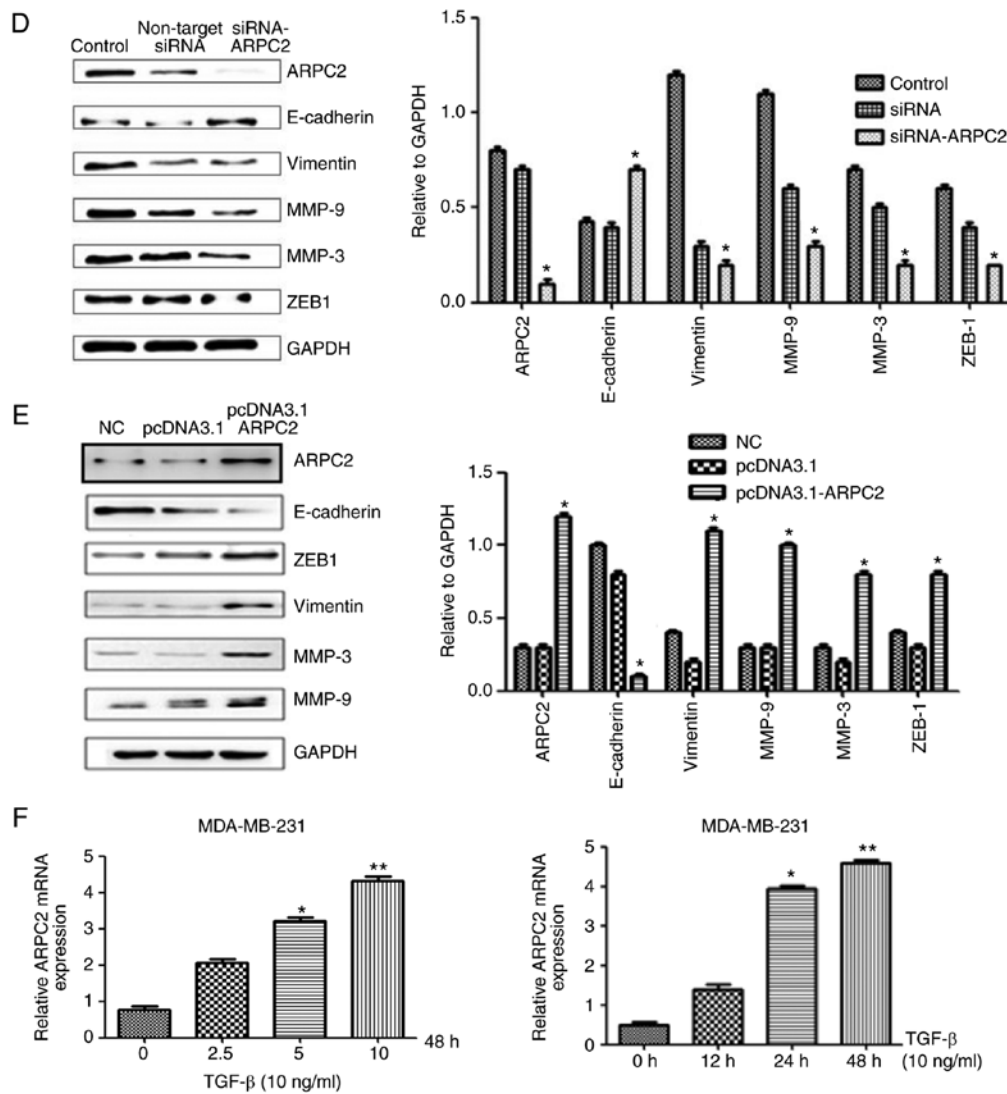 D
Control
Non-target
siRNA
siRNA-
ARPC2
ARPC2
E-cadherin
Vimentin
MMP-9
MMP-3
ZEB1
GAPDH
Relative to GAPDH
1.5
1.0
0.5
0.0
Control
siRNA
siRNA-ARPC2
* * * * * *
ARPC2
E-cadherin
Vimentin
MMP-9
MMP-3
ZEB-1
E
NC
pcDNA3.1
pcDNA3.1
ARPC2
ARPC2
E-cadherin
ZEB1
Vimentin
MMP-3
MMP-9
GAPDH
Relative to GAPDH
1.5
1.0
0.5
0.0
NC
pcDNA3.1
pcDNA3.1-ARPC2
* * * * * *
ARPC2
E-cadherin
Vimentin
MMP-9
MMP-3
ZEB-1
F
MDA-MB-231
Relative ARPC2 mRNA
expression
5
4
3
2
1
0
* **
0 2.5 5 10
48 h
TGF-β (10 ng/ml)
MDA-MB-231
Relative ARPC2 mRNA
expression
5
4
3
2
1
0
* **
0 h 12 h 24 h 48 h
TGF-β
(10 ng/ml)